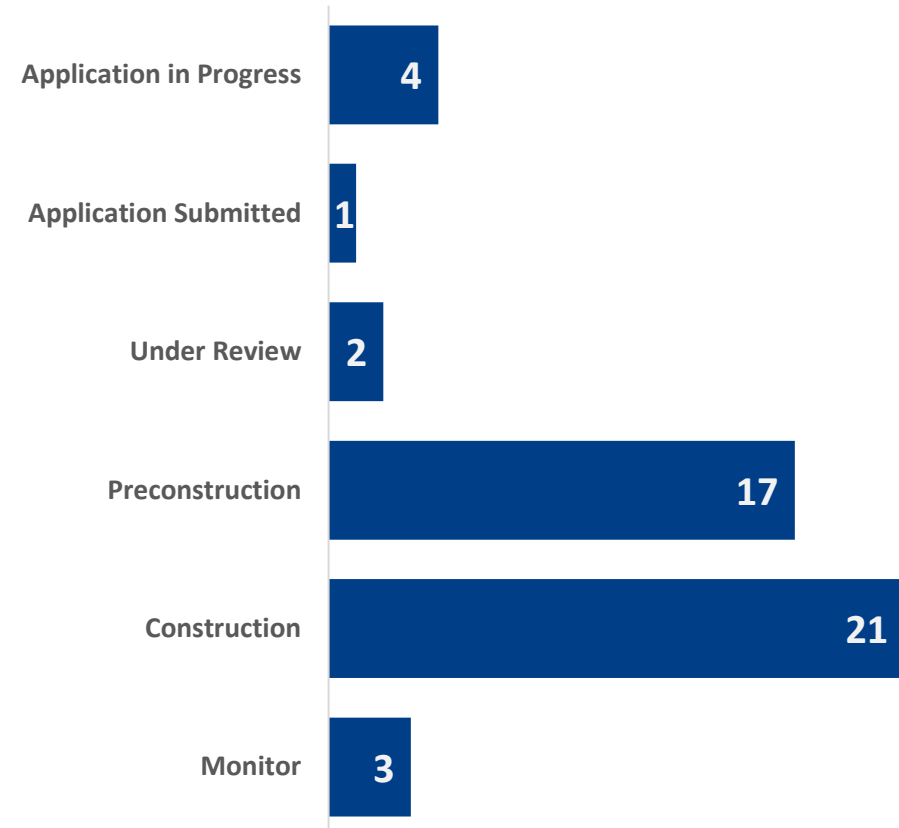 Application in Progress 4
Application Submitted 1
Under Review 2
Preconstruction 17
Construction 21
Monitor 3